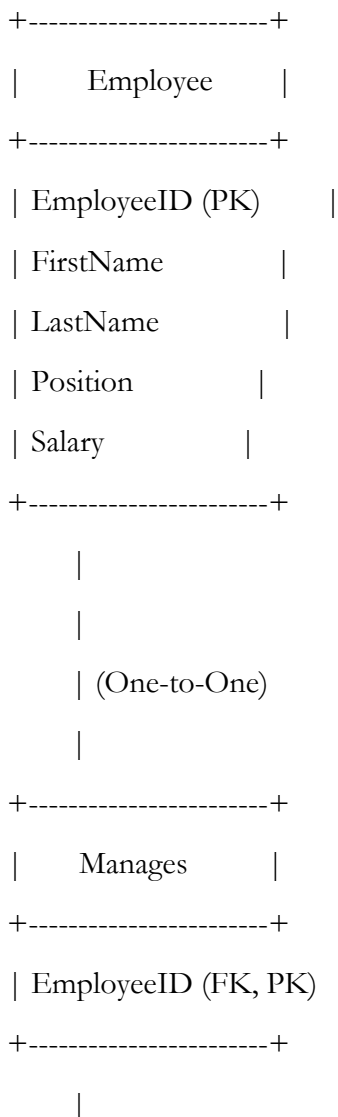 +------------------------+
|       Employee       |
+------------------------+
| EmployeeID (PK)       |
| FirstName            |
| LastName             |
| Position            |
| Salary             |
+------------------------+
|
|
| (One-to-One)
|
+------------------------+
|      Manages       |
+------------------------+
| EmployeeID (FK, PK)
+------------------------+
|